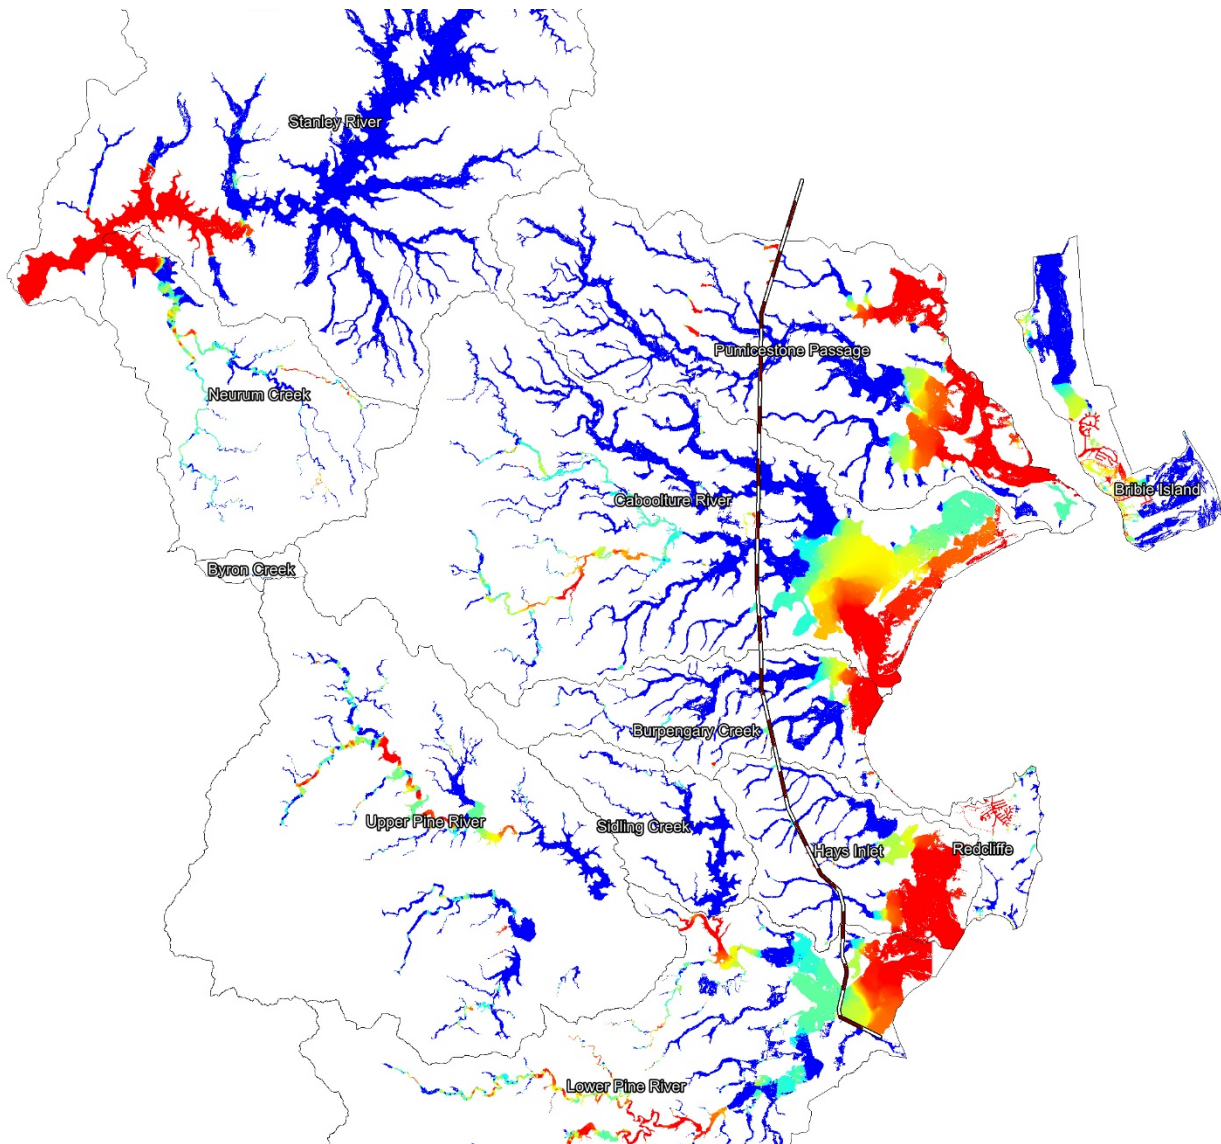 Stanley River
Pumicestone Passage
Neurum Creek
Bribie Island
Caboolture River
Byron Creek
Burpengary Creek
Upper Pine River
Sidling Creek
Hays Inlet
Redcliffe
Lower Pine River